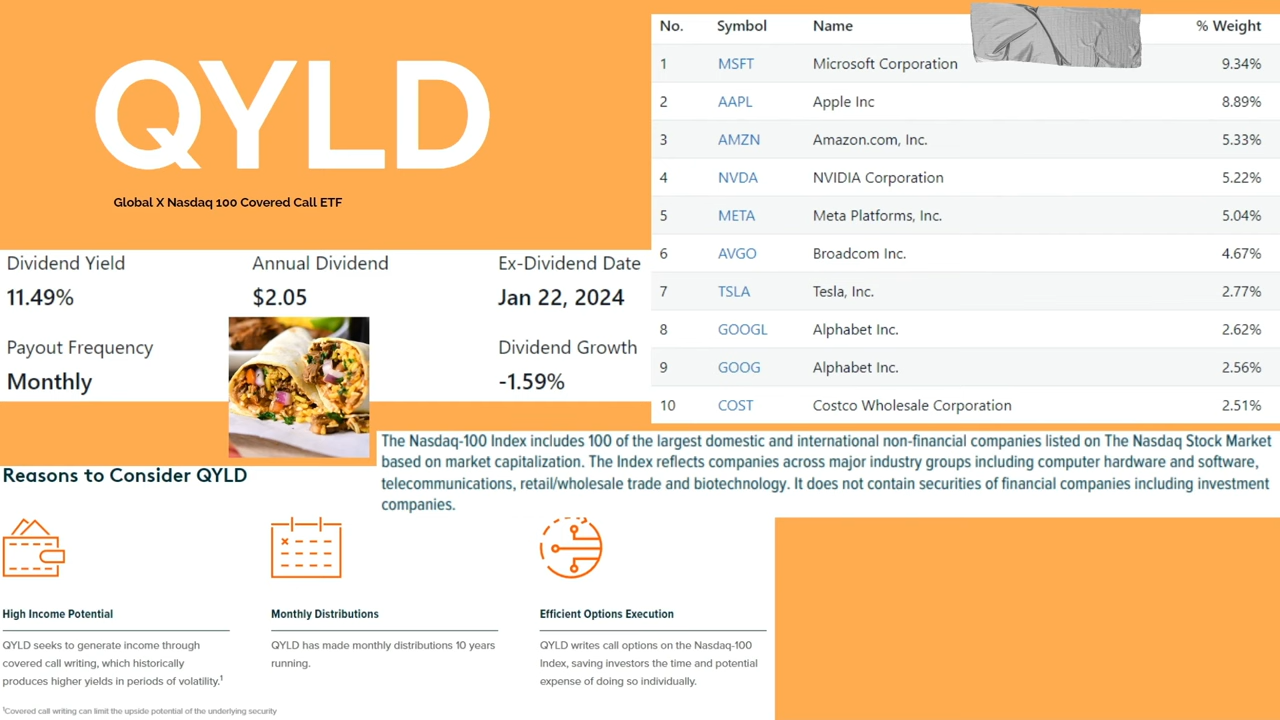 QYLD
Global X Nasdaq 100 Covered Call ETF
Dividend Yield
11.49%
Annual Dividend
$2.05
Ex-Dividend Date
Jan 22, 2024
Payout Frequency
Monthly
Dividend Growth
-1.59%
No. Symbol Name % Weight
1 MSFT Microsoft Corporation 9.34%
2 AAPL Apple Inc 8.89%
3 AMZN Amazon.com, Inc. 5.33%
4 NVDA NVIDIA Corporation 5.22%
5 META Meta Platforms, Inc. 5.04%
6 AVGO Broadcom Inc. 4.67%
7 TSLA Tesla, Inc. 2.77%
8 GOOGL Alphabet Inc. 2.62%
9 GOOG Alphabet Inc. 2.56%
10 COST Costco Wholesale Corporation 2.51%
The Nasdaq-100 Index includes 100 of the largest domestic and international non-financial companies listed on The Nasdaq Stock Market
based on market capitalization. The Index reflects companies across major industry groups including computer hardware and software,
telecommunications, retail/wholesale trade and biotechnology. It does not contain securities of financial companies including investment
companies.
Reasons to Consider QYLD
High Income Potential
QYLD seeks to generate income through
covered call writing, which historically
produces higher yields in periods of volatility.¹
Monthly Distributions
QYLD has made monthly distributions 10 years
running.
Efficient Options Execution
QYLD writes call options on the Nasdaq-100
Index, saving investors the time and potential
expense of doing so individually.
¹Covered call writing can limit the upside potential of the underlying security